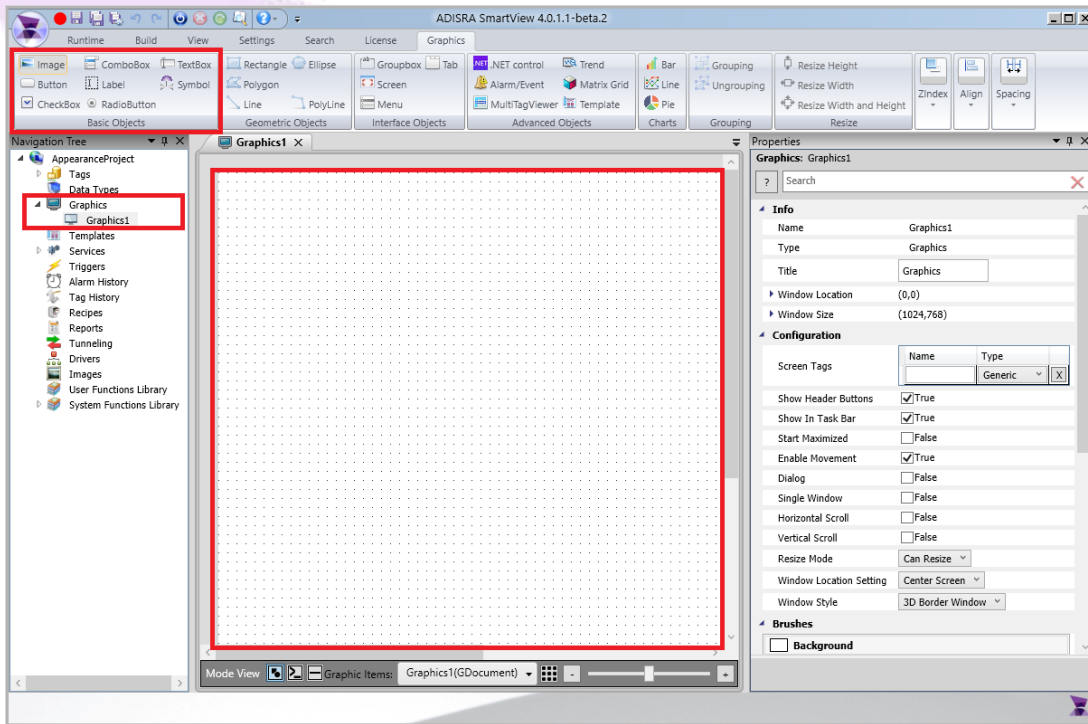 ADISRA SmartView 4.0.1.1-beta.2
Runtime Build View Settings Search License Graphics
Image ComboBox TextBox Rectangle Ellipse Groupbox Tab .NET .NET control Trend Bar Grouping Resize Height
Button Label Symbol Polygon Screen Alarm/Event Matrix Grid Line Ungrouping Resize Width ZIndex Align Spacing
CheckBox RadioButton Line PolyLine Menu MultiTagViewer Template Pie Resize Width and Height
Basic Objects Geometric Objects Interface Objects Advanced Objects Charts Grouping Resize
Navigation Tree
AppearanceProject
Tags
Data Types
Graphics
Graphics1
Templates
Services
Triggers
Alarm History
Tag History
Recipes
Reports
Tunneling
Drivers
Images
User Functions Library
System Functions Library
Graphics1 X
Mode View Graphic Items: Graphics1(GDocument) - +
Properties
Graphics: Graphics1
? Search
Info
Name Graphics1
Type Graphics
Title Graphics
Window Location (0,0)
Window Size (1024,768)
Configuration
Screen Tags Name Type
Generic X
Show Header Buttons True
Show In Task Bar True
Start Maximized False
Enable Movement True
Dialog False
Single Window False
Horizontal Scroll False
Vertical Scroll False
Resize Mode Can Resize
Window Location Setting Center Screen
Window Style 3D Border Window
Brushes
Background